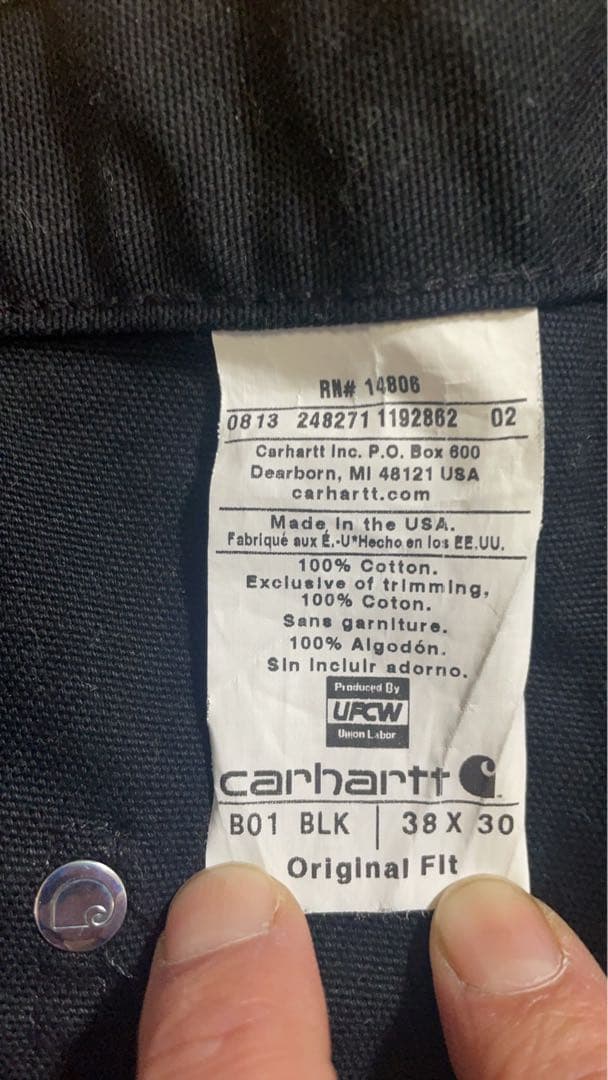 RN# 14806
0813 248271 1192862 02
Carhartt Inc. P.O. Box 600
Dearborn, MI 48121 USA
carhartt.com
Made In the USA.
Fabriqué aux É.-U*Hecho en los EE.UU.
100% Cotton.
Exclusive of trimming,
100% Coton.
Sans garniture.
100% Algodón.
Sin Incluir adorno.
Produced By
UFCW
Union Labor
carhartt
B01 BLK | 38 X 30
Original Fit